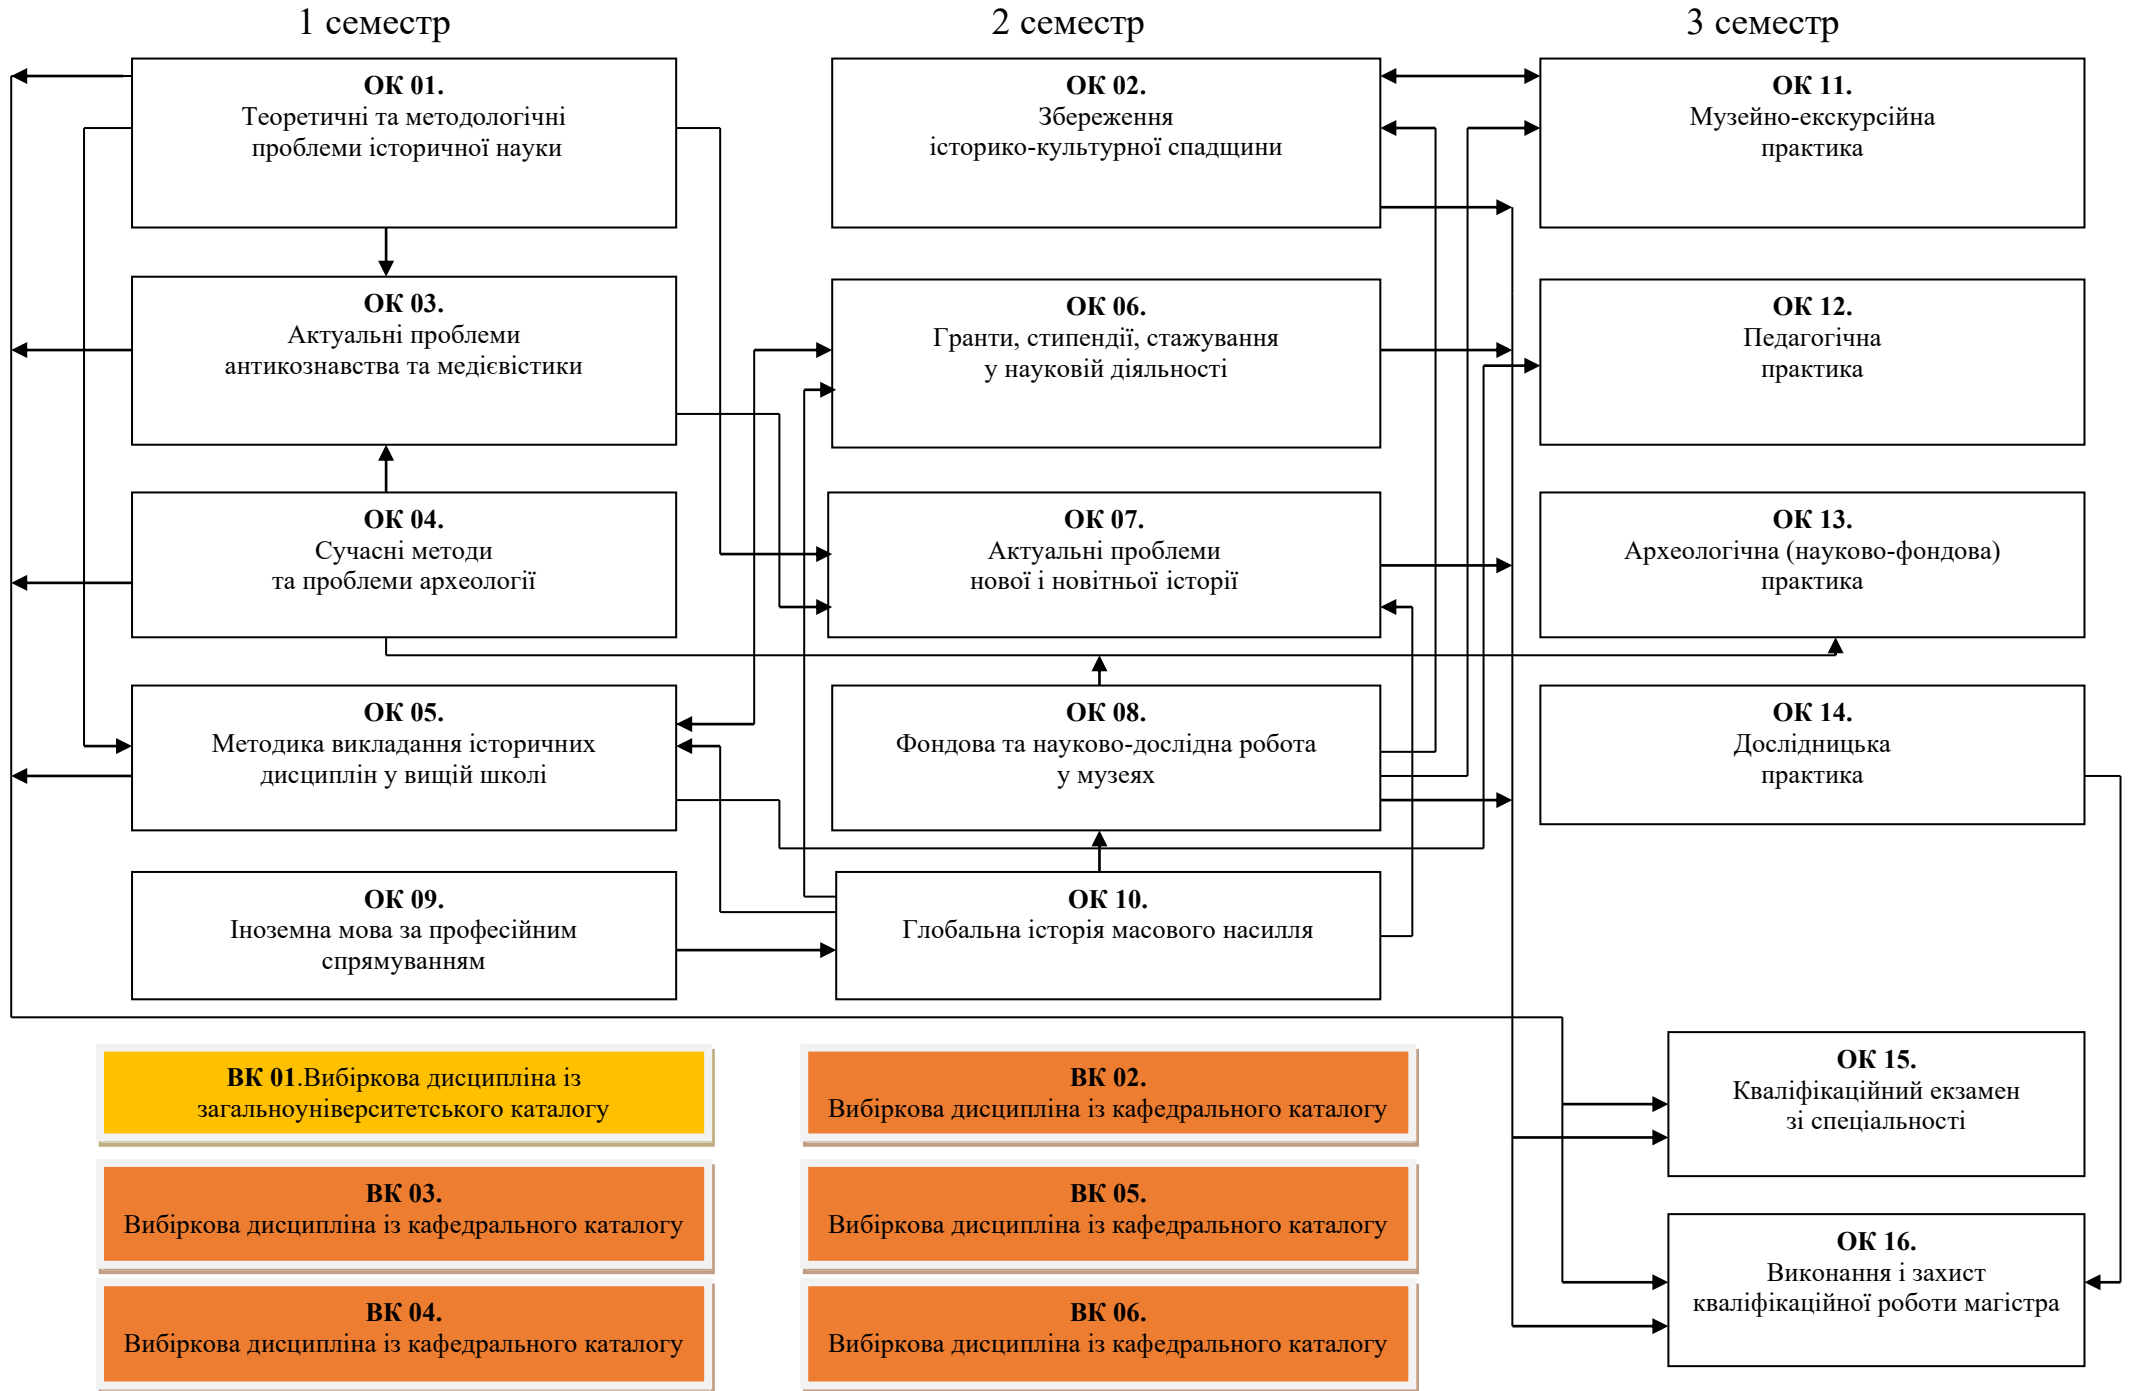 1 семестр
2 семестр
3 семестр
ОК 01.
Теоретичні та методологічні
проблеми історичної науки
ОК 02.
Збереження
історико-культурної спадщини
ОК 11.
Музейно-екскурсійна
практика
ОК 03.
Актуальні проблеми
антикознавства та медієвістики
ОК 06.
Гранти, стипендії, стажування
у науковій діяльності
ОК 12.
Педагогічна
практика
ОК 04.
Сучасні методи
та проблеми археології
ОК 07.
Актуальні проблеми
нової і новітньої історії
ОК 13.
Археологічна (науково-фондова)
практика
ОК 05.
Методика викладання історичних
дисциплін у вищій школі
ОК 08.
Фондова та науково-дослідна робота
у музеях
ОК 14.
Дослідницька
практика
ОК 09.
Іноземна мова за професійним
спрямуванням
ОК 10.
Глобальна історія масового насилля
ВК 01.Вибіркова дисципліна із
загальноуніверситетського каталогу
ВК 02.
Вибіркова дисципліна із кафедрального каталогу
ОК 15.
Кваліфікаційний екзамен
зі спеціальності
ВК 03.
Вибіркова дисципліна із кафедрального каталогу
ВК 05.
Вибіркова дисципліна із кафедрального каталогу
ОК 16.
Виконання і захист
кваліфікаційної роботи магістра
ВК 04.
Вибіркова дисципліна із кафедрального каталогу
ВК 06.
Вибіркова дисципліна із кафедрального каталогу